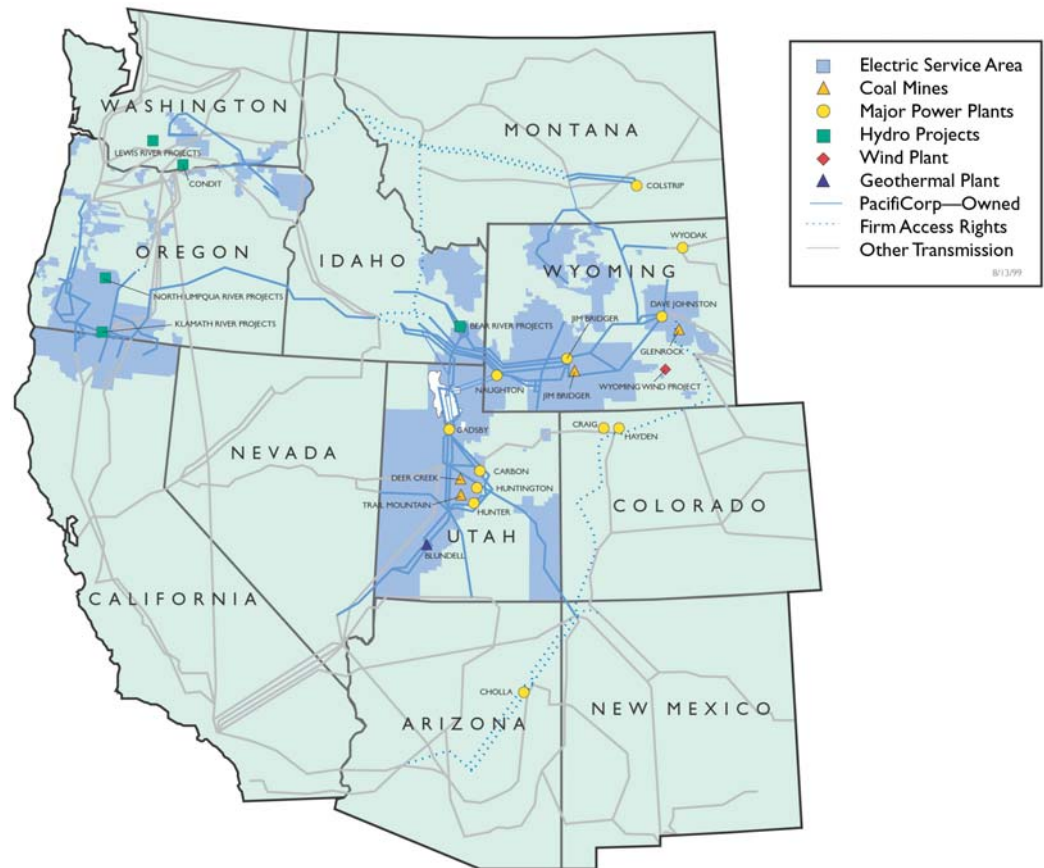 WASHINGTON
LEWIS RIVER PROJECTS
CONDIT
MONTANA
COLSTRIP
OREGON
NORTH UMPQUA RIVER PROJECTS
KLAMATH RIVER PROJECTS
IDAHO
BEAR RIVER PROJECTS
WYODAK
WYOMING
DAVE JOHNSTON
JIM BRIDGER
GLENROCK
NAUGHTON
JIM BRIDGER
WYOMING WIND PROJECT
NEVADA
GADSBY
CRAIG
HAYDEN
CARBON
DEER CREEK
HUNTINGTON
TRAIL MOUNTAIN
HUNTER
UTAH
BLUNDELL
COLORADO
CALIFORNIA
CHOLLA
ARIZONA
NEW MEXICO
Electric Service Area
Coal Mines
Major Power Plants
Hydro Projects
Wind Plant
Geothermal Plant
PacifiCorp—Owned
Firm Access Rights
Other Transmission
8/13/99